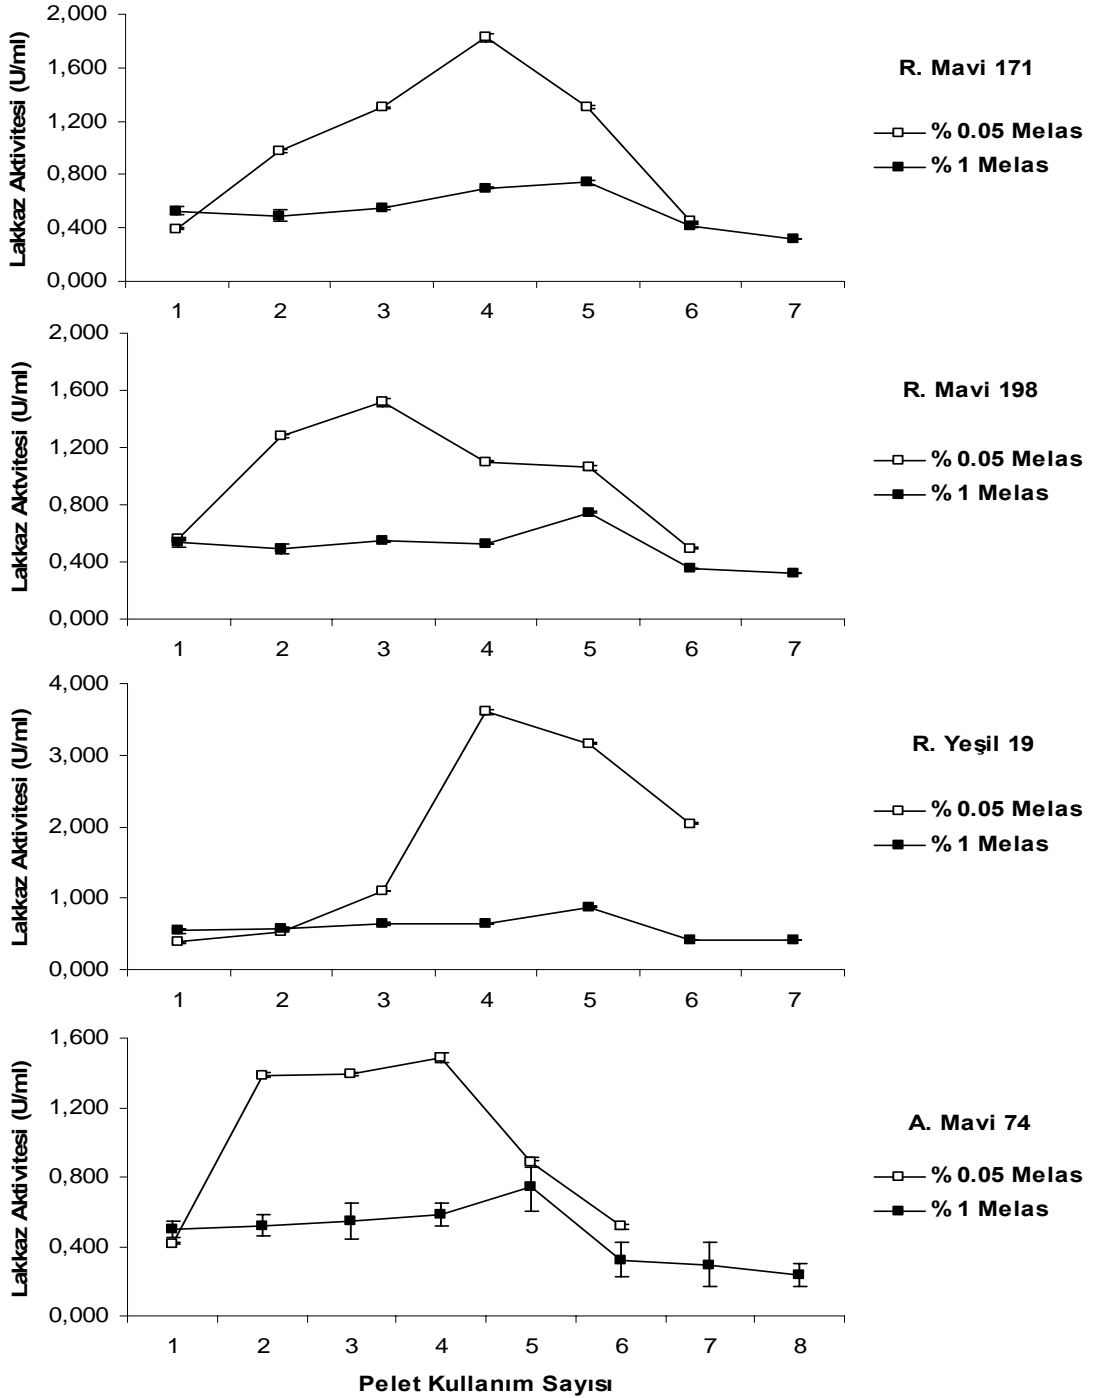 2,000
1,600
1,200
0,800
0,400
0,000
Lakkaz Aktivitesi (U/ml)
1 2 3 4 5 6 7
R. Mavi 171
% 0.05 Melas
% 1 Melas
2,000
1,600
1,200
0,800
0,400
0,000
Lakkaz Aktvitesi (U/ml)
1 2 3 4 5 6 7
R. Mavi 198
% 0.05 Melas
% 1 Melas
4,000
3,000
2,000
1,000
0,000
Lakkaz Aktivitesi (U/ml)
1 2 3 4 5 6 7
R. Yeşil 19
% 0.05 Melas
% 1 Melas
1,600
1,200
0,800
0,400
0,000
Lakkaz Aktivitesi (U/ml)
1 2 3 4 5 6 7 8
A. Mavi 74
% 0.05 Melas
% 1 Melas
Pelet Kullanım Sayısı